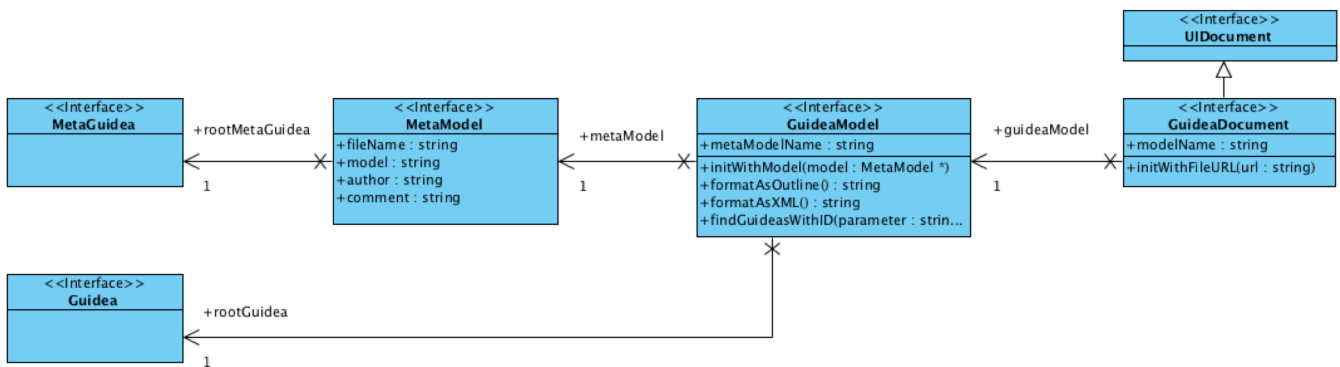 <<Interface>>
UIDocument
<<Interface>>
MetaGuidea
+rootMetaGuidea
1
<<Interface>>
MetaModel
+fileName : string
+model : string
+author : string
+comment : string
+metaModel
1
<<Interface>>
GuideaModel
+metaModelName : string
+initWithModel(model : MetaModel *)
+formatAsOutline() : string
+formatAsXML() : string
+findGuideasWithID(parameter : strin...
+guideaModel
1
<<Interface>>
GuideaDocument
+modelName : string
+initWithFileURL(url : string)
<<Interface>>
Guidea
+rootGuidea
1